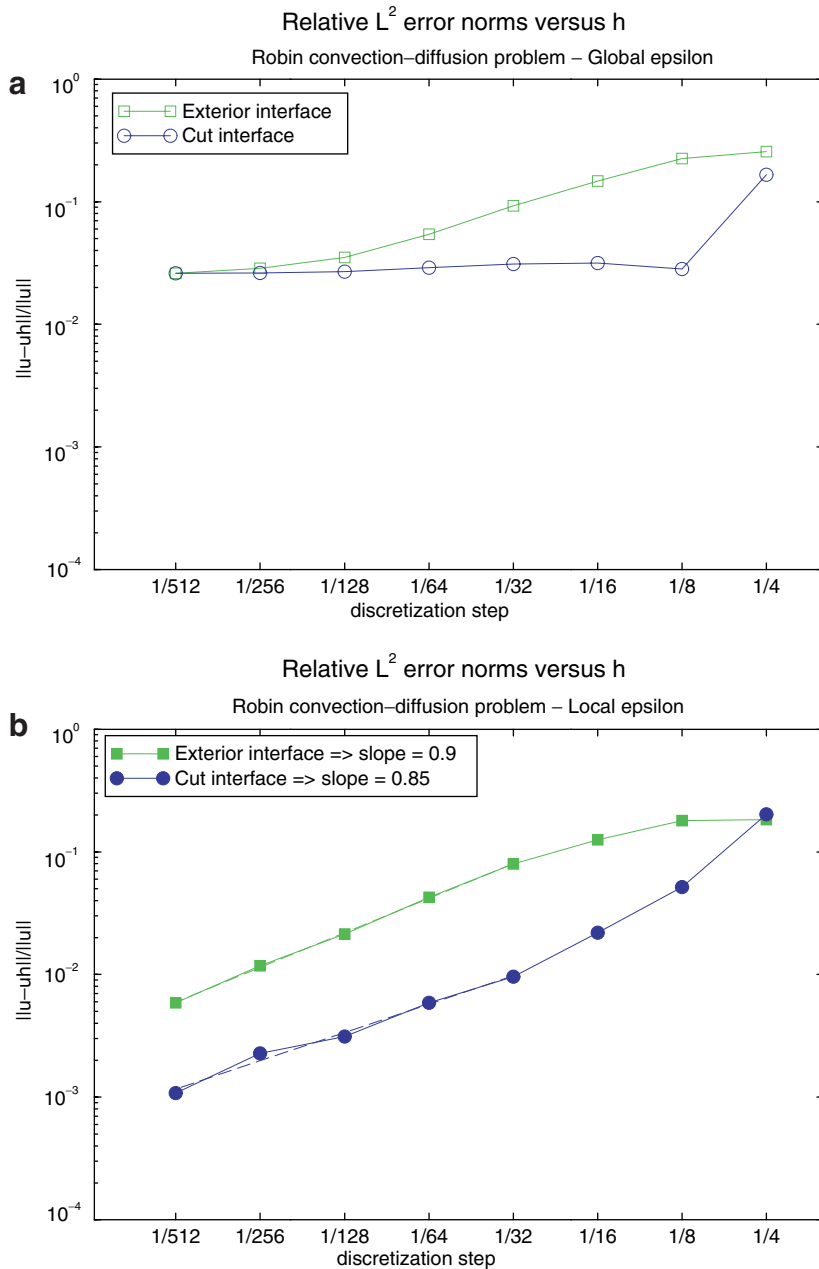 Relative L² error norms versus h
Robin convection–diffusion problem – Global epsilon
a
Exterior interface
Cut interface
10⁰
10⁻¹
10⁻²
10⁻³
10⁻⁴
||u–uh||/||u||
1/512 1/256 1/128 1/64 1/32 1/16 1/8 1/4
discretization step
Relative L² error norms versus h
Robin convection–diffusion problem – Local epsilon
b
Exterior interface => slope = 0.9
Cut interface => slope = 0.85
10⁰
10⁻¹
10⁻²
10⁻³
10⁻⁴
||u–uh||/||u||
1/512 1/256 1/128 1/64 1/32 1/16 1/8 1/4
discretization step